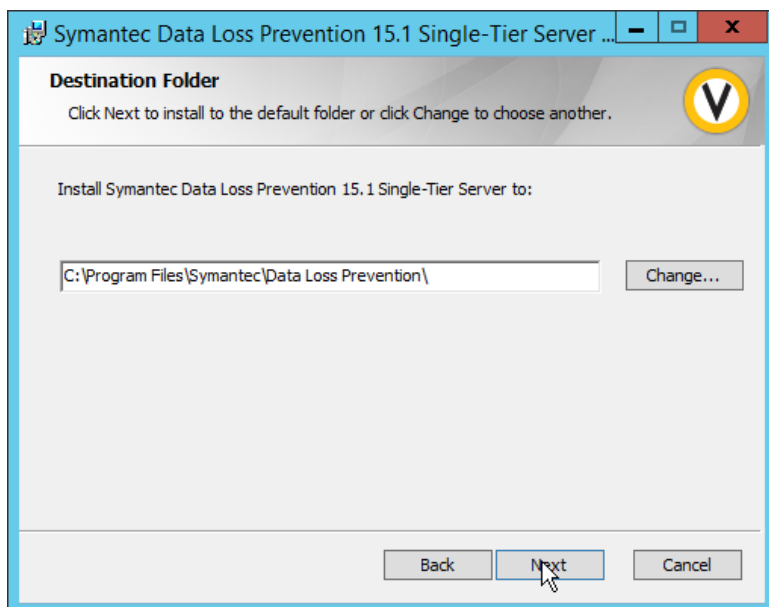 Symantec Data Loss Prevention 15.1 Single-Tier Server ...
Destination Folder
Click Next to install to the default folder or click Change to choose another.
Install Symantec Data Loss Prevention 15.1 Single-Tier Server to:
C:\Program Files\Symantec\Data Loss Prevention\
Change...
Back
Next
Cancel